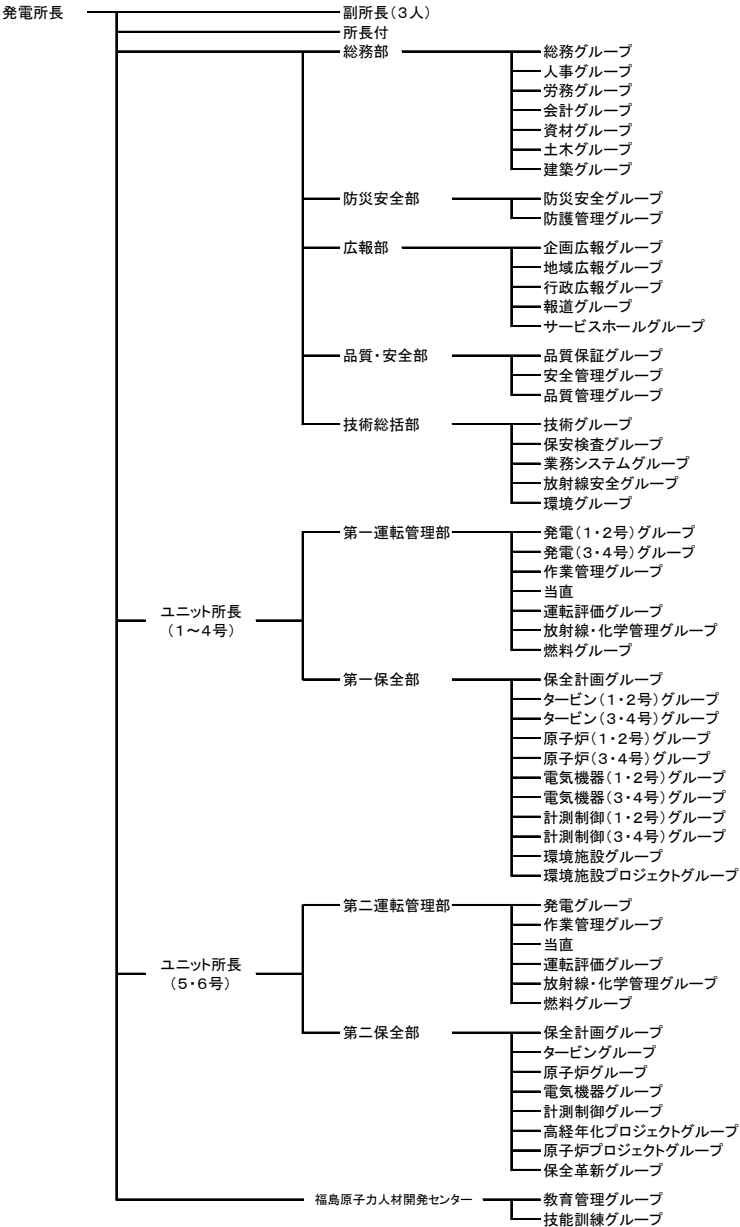 発電所長
副所長(3人)
所長付
総務部
総務グループ
人事グループ
労務グループ
会計グループ
資材グループ
土木グループ
建築グループ
防災安全部
防災安全グループ
防護管理グループ
広報部
企画広報グループ
地域広報グループ
行政広報グループ
報道グループ
サービスホールグループ
品質・安全部
品質保証グループ
安全管理グループ
品質管理グループ
技術総括部
技術グループ
保安検査グループ
業務システムグループ
放射線安全グループ
環境グループ
ユニット所長
(1~4号)
第一運転管理部
発電(1・2号)グループ
発電(3・4号)グループ
作業管理グループ
当直
運転評価グループ
放射線・化学管理グループ
燃料グループ
第一保全部
保全計画グループ
タービン(1・2号)グループ
タービン(3・4号)グループ
原子炉(1・2号)グループ
原子炉(3・4号)グループ
電気機器(1・2号)グループ
電気機器(3・4号)グループ
計測制御(1・2号)グループ
計測制御(3・4号)グループ
環境施設グループ
環境施設プロジェクトグループ
ユニット所長
(5・6号)
第二運転管理部
発電グループ
作業管理グループ
当直
運転評価グループ
放射線・化学管理グループ
燃料グループ
第二保全部
保全計画グループ
タービングループ
原子炉グループ
電気機器グループ
計測制御グループ
高経年化プロジェクトグループ
原子炉プロジェクトグループ
保全革新グループ
福島原子力人材開発センター
教育管理グループ
技能訓練グループ